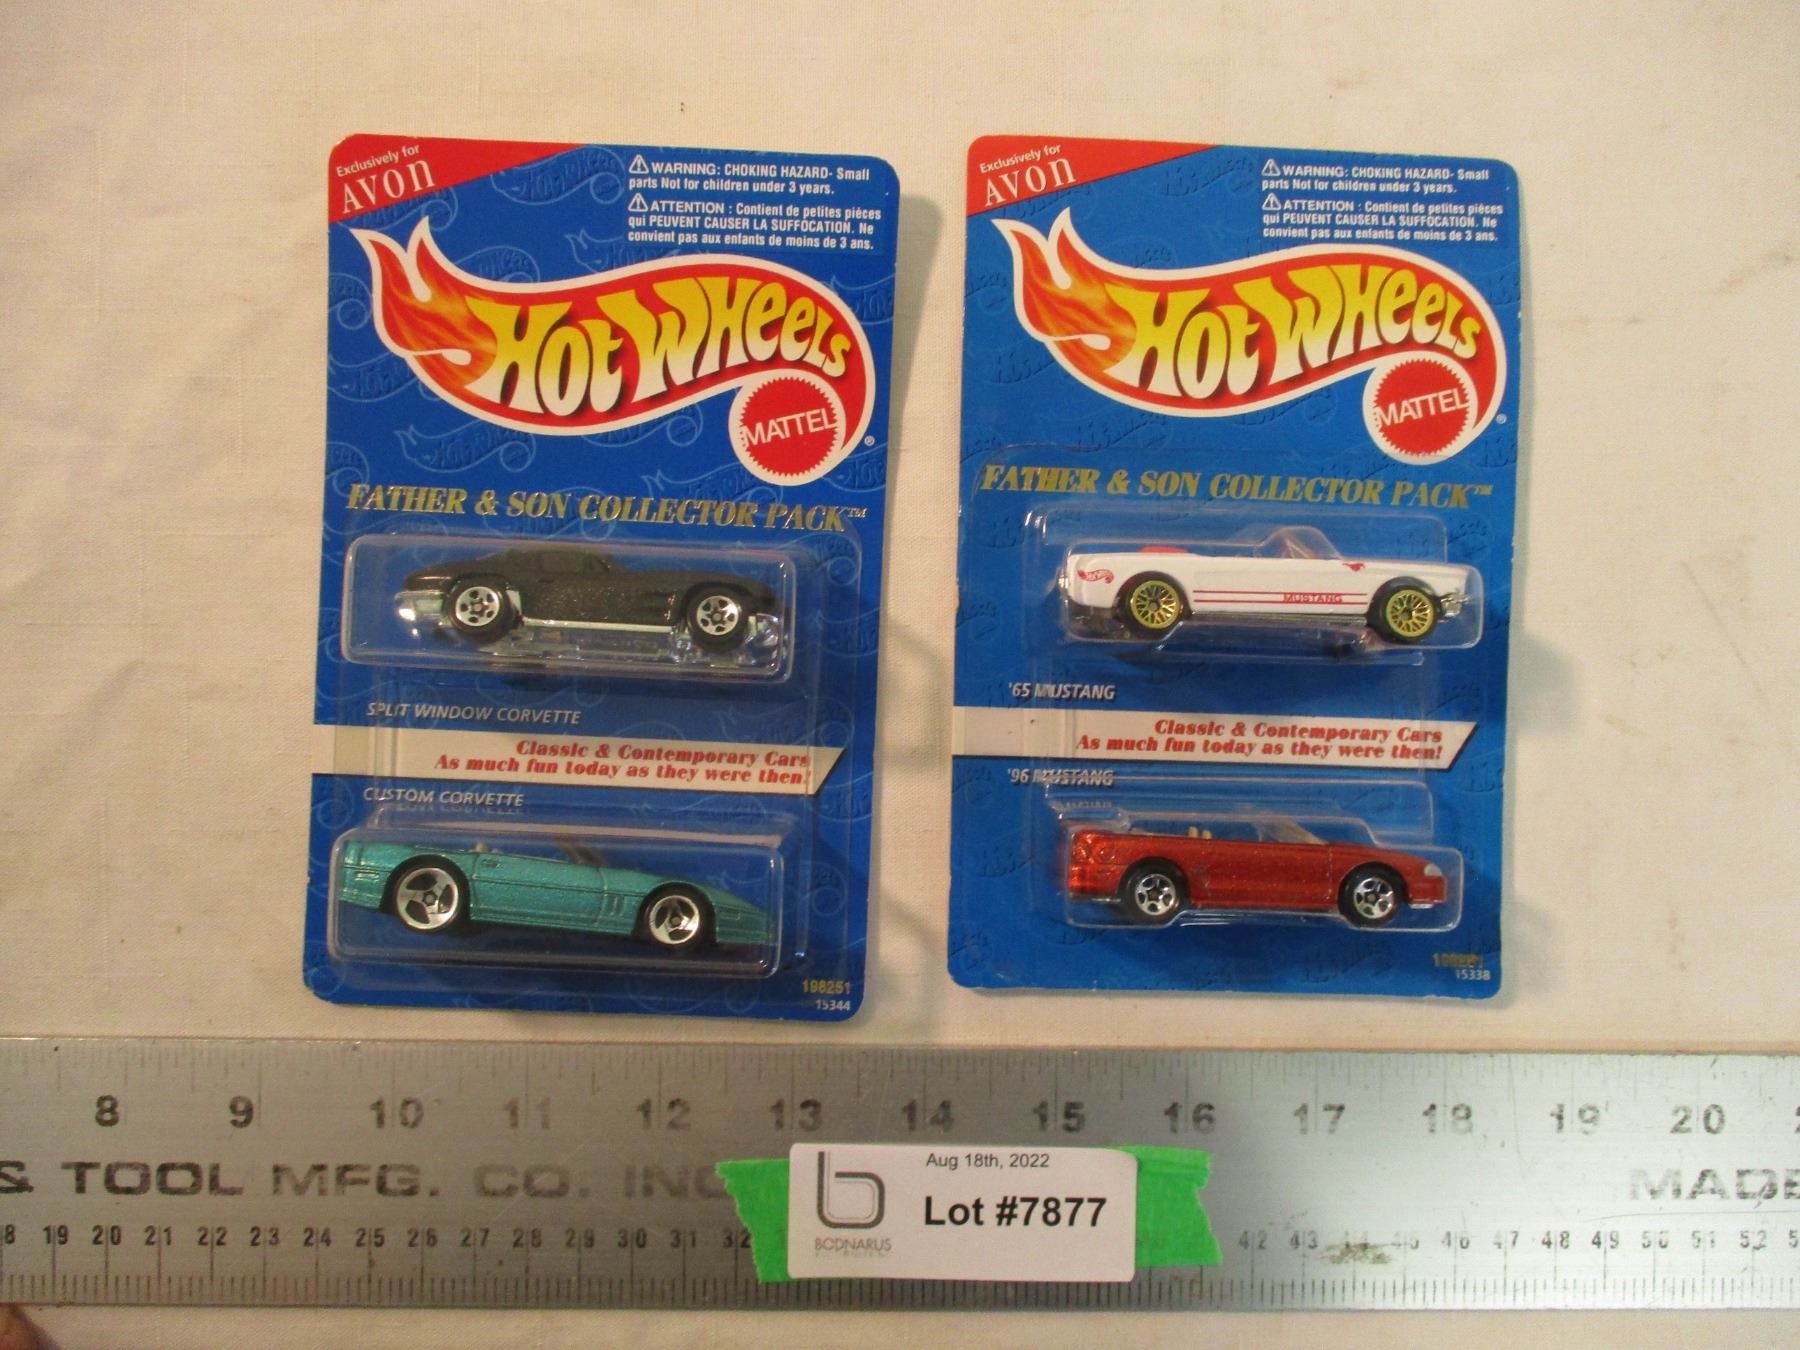 Exclusively for
AVON
WARNING: CHOKING HAZARD- Small
parts Not for children under 3 years.
ATTENTION : Contient de petites pièces
qui PEUVENT CAUSER LA SUFFOCATION. Ne
convient pas aux enfants de moins de 3 ans.
HOT WHEELS
MATTEL
®
FATHER & SON COLLECTOR PACK™
SPLIT WINDOW CORVETTE
Classic & Contemporary Cars
As much fun today as they were then!
CUSTOM CORVETTE
198251
15344
Exclusively for
AVON
WARNING: CHOKING HAZARD- Small
parts Not for children under 3 years.
ATTENTION : Contient de petites pièces
qui PEUVENT CAUSER LA SUFFOCATION. Ne
convient pas aux enfants de moins de 3 ans.
HOT WHEELS
MATTEL
®
FATHER & SON COLLECTOR PACK™
Hot Wheels
MUSTANG
'65 MUSTANG
Classic & Contemporary Cars
As much fun today as they were then!
'96 MUSTANG
15338
8 9 10 11 12 13 14 15 16 17 18 19 20
& TOOL MFG. CO. INC
MADE
19 20 21 22 23 24 25 26 27 28 29 30 31 32
42 43 44 45 46 47 48 49 50 51 52
Aug 18th, 2022
Lot #7877
BODNARUS